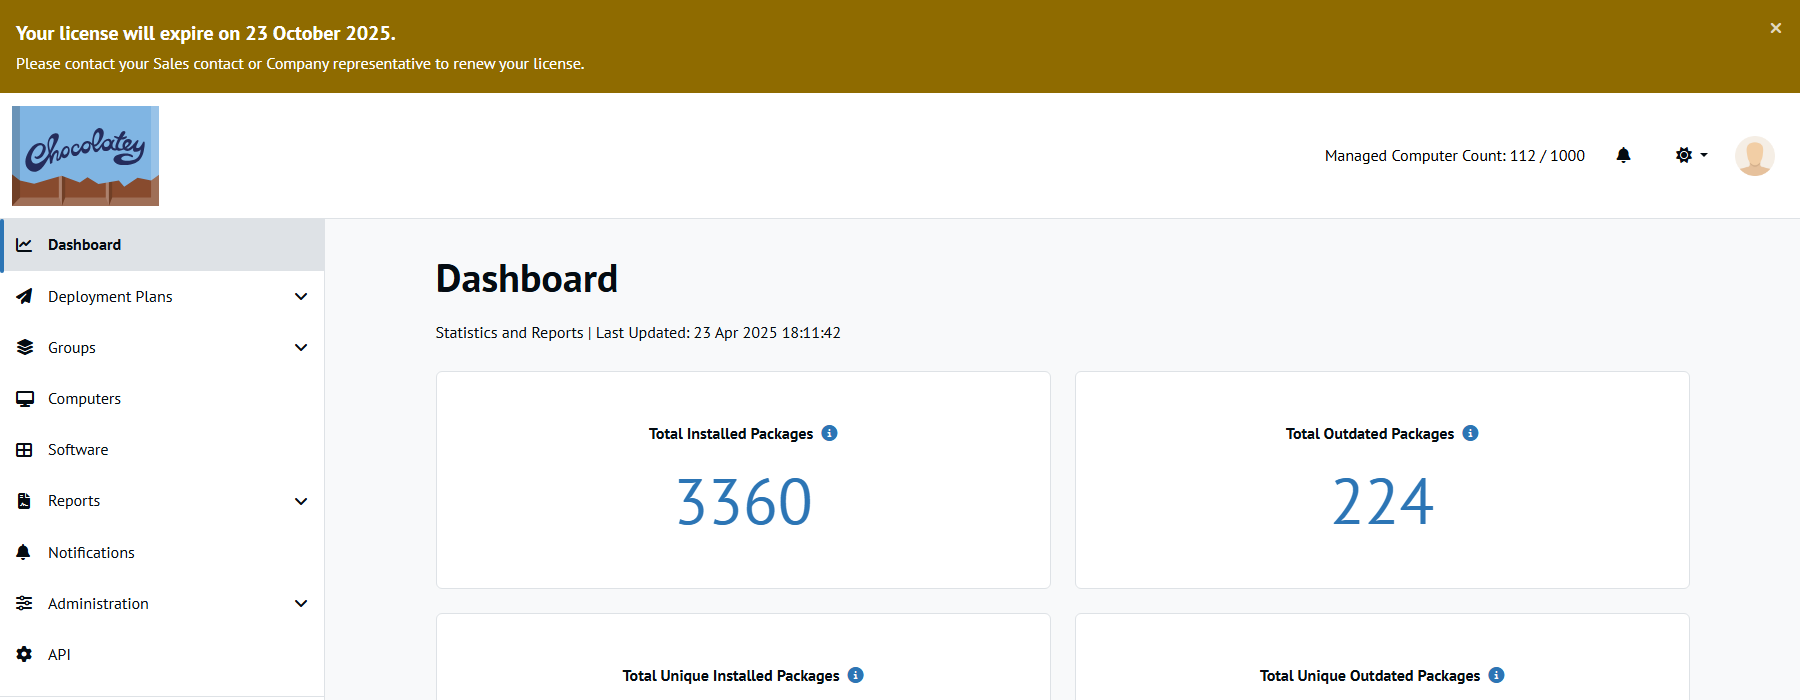 Your license will expire on 23 October 2025.
Please contact your Sales contact or Company representative to renew your license.
Chocolatey
Managed Computer Count: 112 / 1000
Dashboard
Deployment Plans
Groups
Computers
Software
Reports
Notifications
Administration
API
Dashboard
Statistics and Reports | Last Updated: 23 Apr 2025 18:11:42
Total Installed Packages
3360
Total Outdated Packages
224
Total Unique Installed Packages
Total Unique Outdated Packages